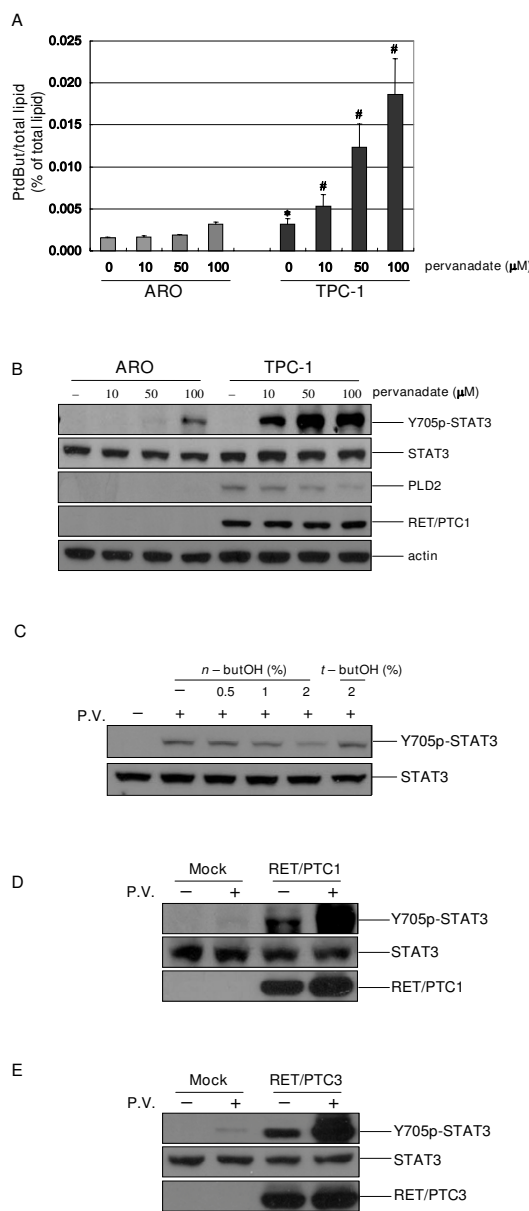 A
PtdBut/total lipid
(% of total lipid)
0.025
0.020
0.015
0.010
0.005
0.000
* # # #
0 10 50 100 0 10 50 100 pervanadate (µM)
ARO TPC-1
B
ARO TPC-1
– 10 50 100 – 10 50 100 pervanadate (µM)
Y705p-STAT3
STAT3
PLD2
RET/PTC1
actin
C
n – butOH (%) t – butOH (%)
– 0.5 1 2 2
P.V. – + + + + +
Y705p-STAT3
STAT3
D
Mock RET/PTC1
P.V. – + – +
Y705p-STAT3
STAT3
RET/PTC1
E
Mock RET/PTC3
P.V. – + – +
Y705p-STAT3
STAT3
RET/PTC3